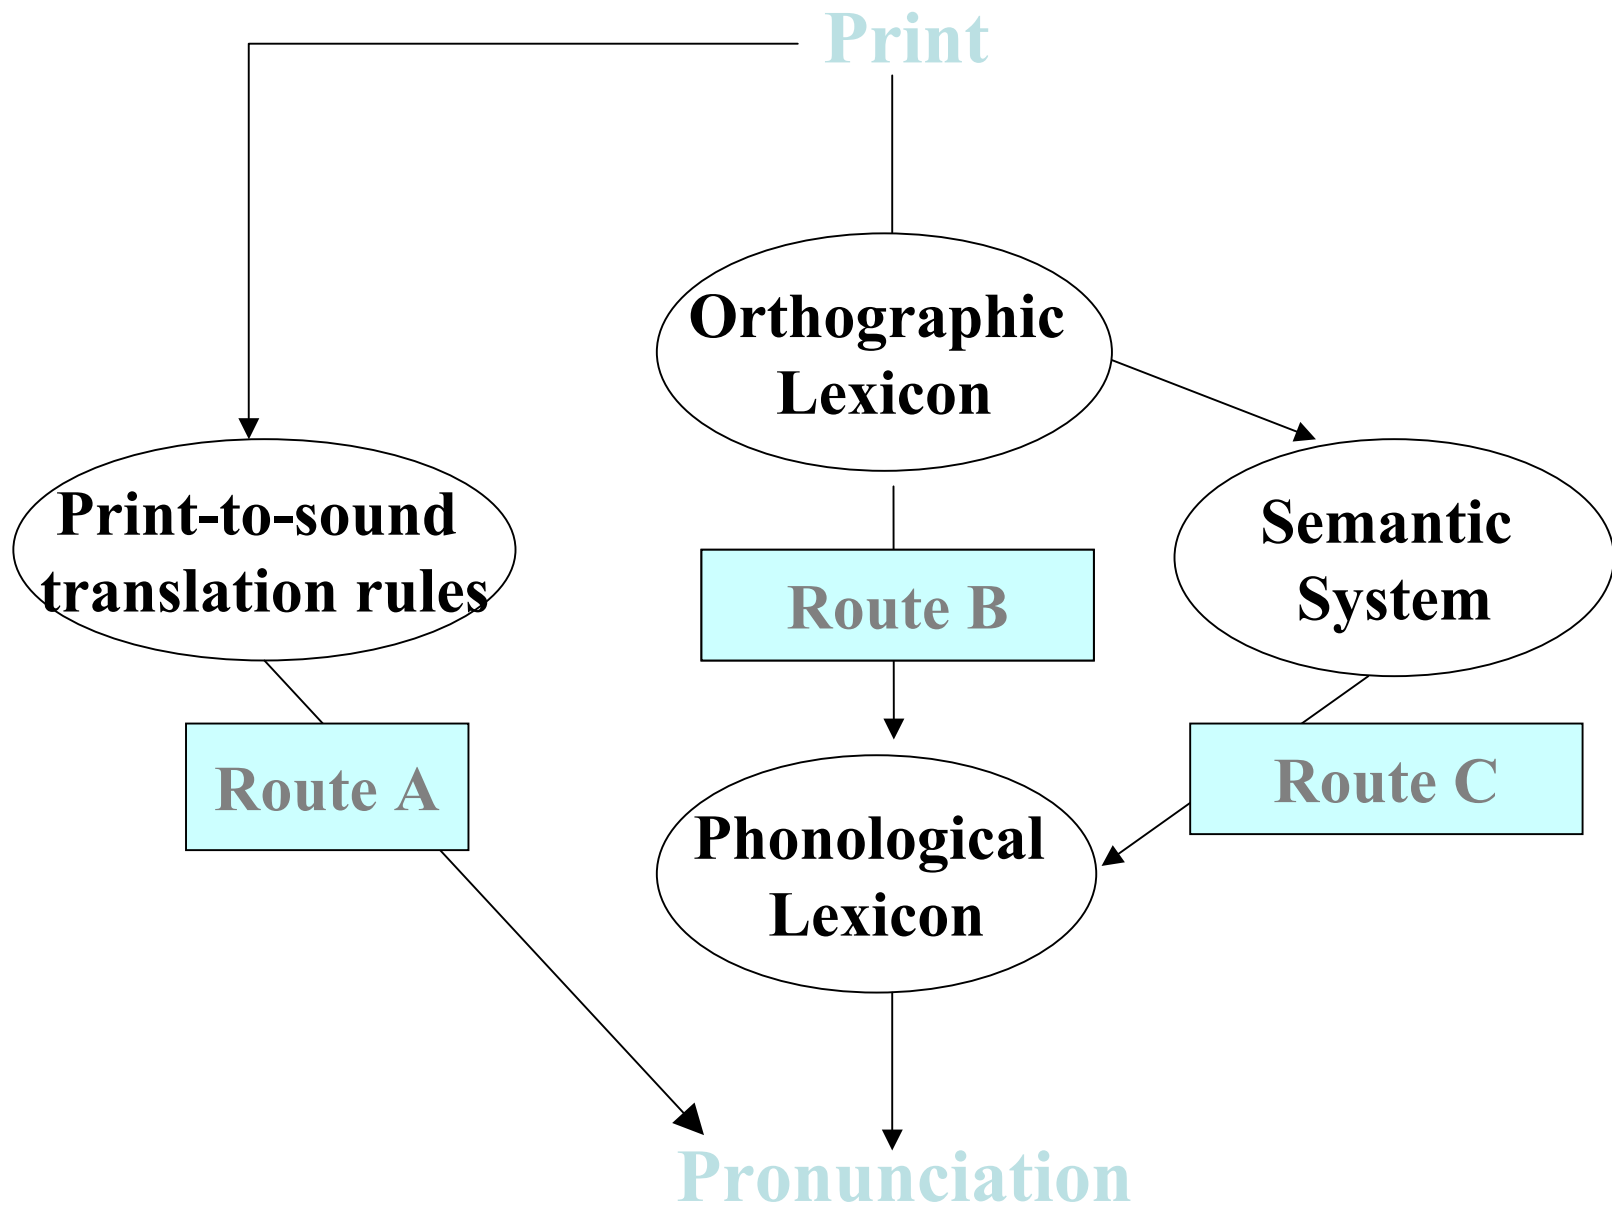 Print
Orthographic
Lexicon
Print-to-sound
translation rules
Semantic
System
Route B
Route A
Route C
Phonological
Lexicon
Pronunciation